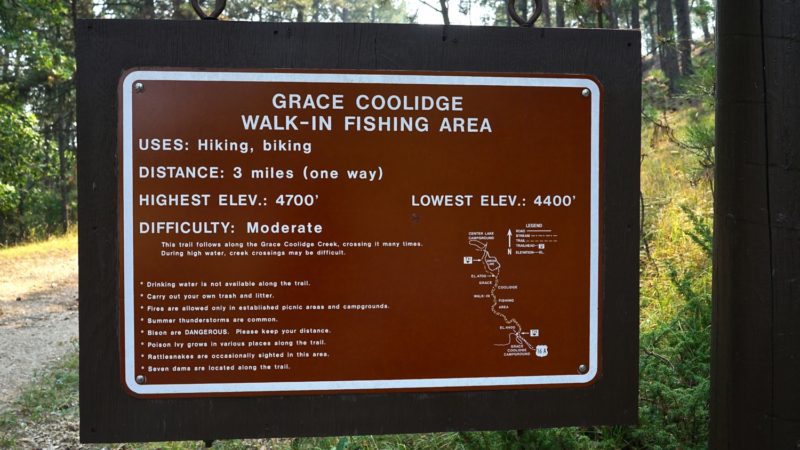 GRACE COOLIDGE
WALK-IN FISHING AREA
USES: Hiking, biking
DISTANCE: 3 miles (one way)
HIGHEST ELEV.: 4700' LOWEST ELEV.: 4400'
DIFFICULTY: Moderate
This trail follows along the Grace Coolidge Creek, crossing it many times.
During high water, creek crossings may be difficult.
* Drinking water is not available along the trail.
* Carry out your own trash and litter.
* Fires are allowed only in established picnic areas and campgrounds.
* Summer thunderstorms are common.
* Bison are DANGEROUS. Please keep your distance.
* Poison Ivy grows in various places along the trail.
* Rattlesnakes are occasionally sighted in this area.
* Seven dams are located along the trail.
CENTER LAKE
CAMPGROUND
LEGEND
ROAD
STREAM
TRAIL
TRAILHEAD
ELEVATION EL.
EL.4700
GRACE
COOLIDGE
WALK-IN
FISHING
AREA
EL.4400
GRACE
COOLIDGE
CAMPGROUND
16A